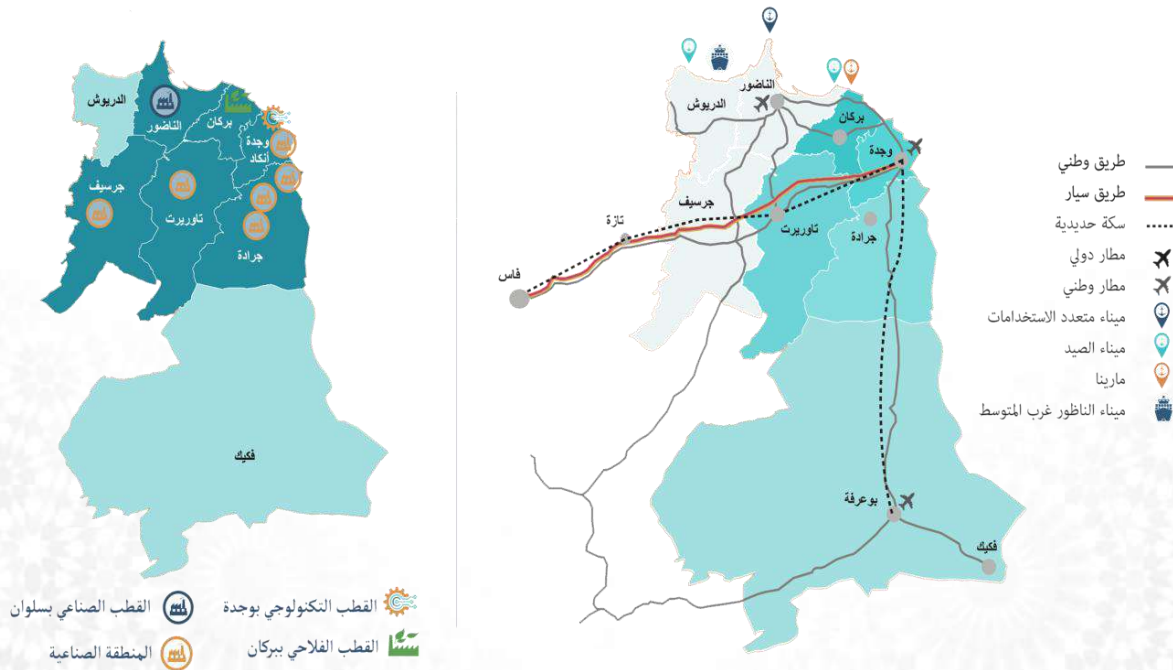 الدريوش
الناضور
بركان
وجدة
أنكاد
جرسيف
تاوريرت
جرادة
فكيك
القطب التكنولوجي بوجدة
القطب الصناعي بسلوان
القطب الفلاحي ببركان
المنطقة الصناعية
الناضور
الدريوش
بركان
وجدة
جرسيف
تازة
تاوريرت
جرادة
فاس
بوعرفة
فكيك
طريق وطني
طريق سيار
سكة حديدية
مطار دولي
مطار وطني
ميناء متعدد الاستخدامات
ميناء الصيد
مارينا
ميناء الناظور غرب المتوسط